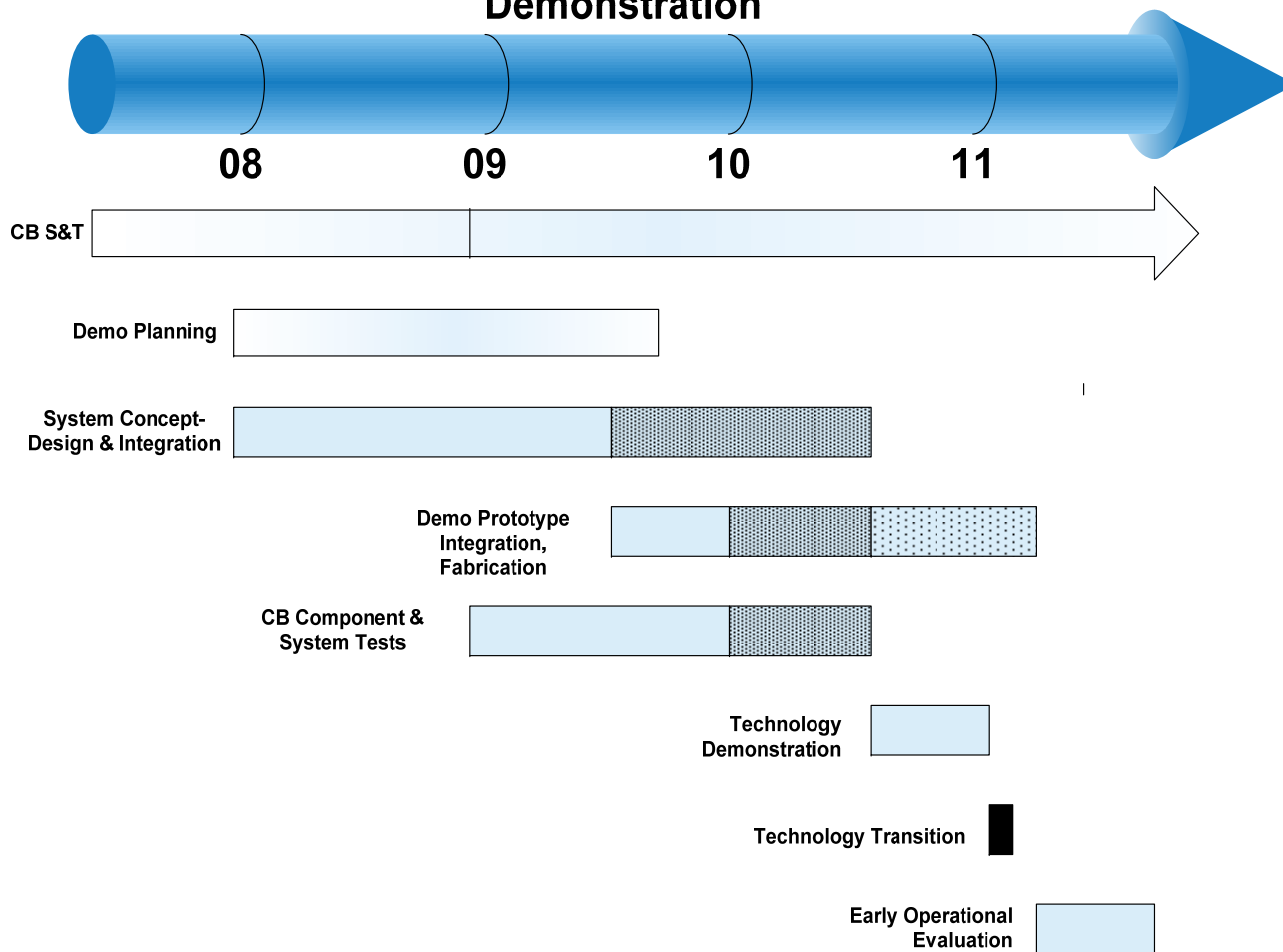 Demonstration
08 09 10 11
CB S&T
Demo Planning
System Concept-
Design & Integration
Demo Prototype
Integration,
Fabrication
CB Component &
System Tests
Technology
Demonstration
Technology Transition
Early Operational
Evaluation